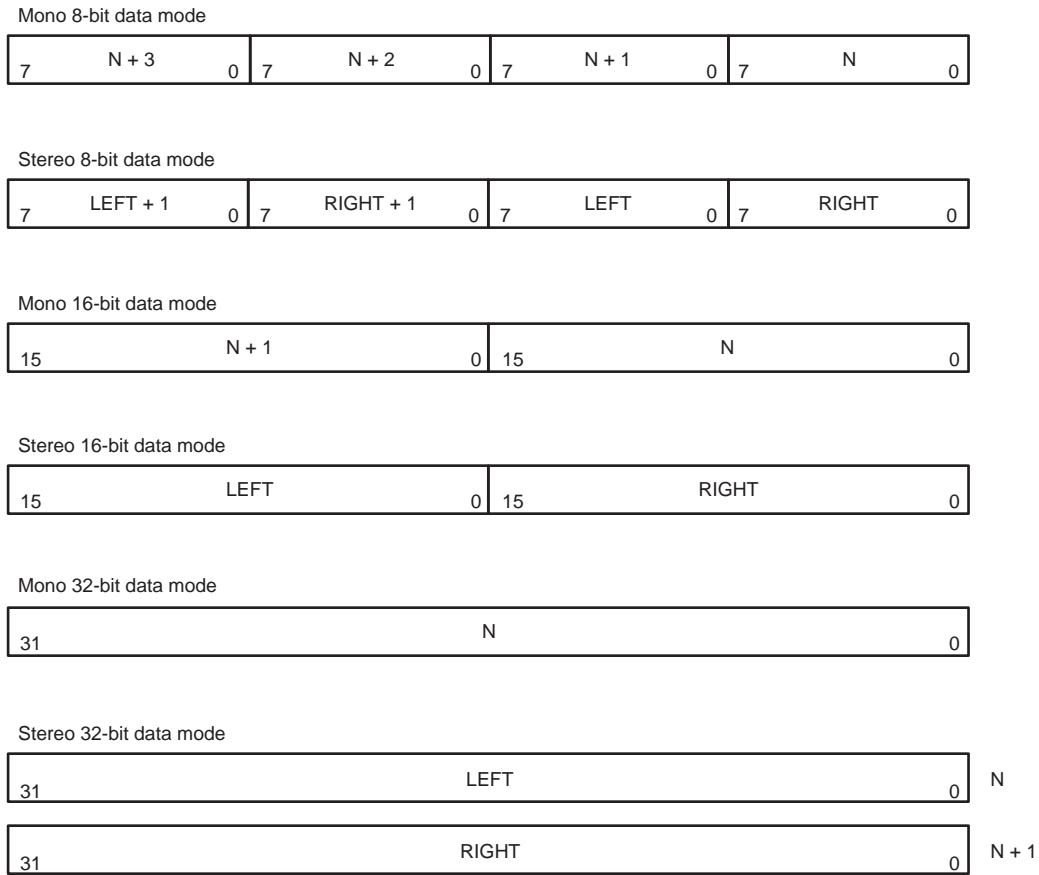 Mono 8-bit data mode
7 N + 3 0 7 N + 2 0 7 N + 1 0 7 N 0
Stereo 8-bit data mode
7 LEFT + 1 0 7 RIGHT + 1 0 7 LEFT 0 7 RIGHT 0
Mono 16-bit data mode
15 N + 1 0 15 N 0
Stereo 16-bit data mode
15 LEFT 0 15 RIGHT 0
Mono 32-bit data mode
31 N 0
Stereo 32-bit data mode
31 LEFT 0 N
31 RIGHT 0 N + 1